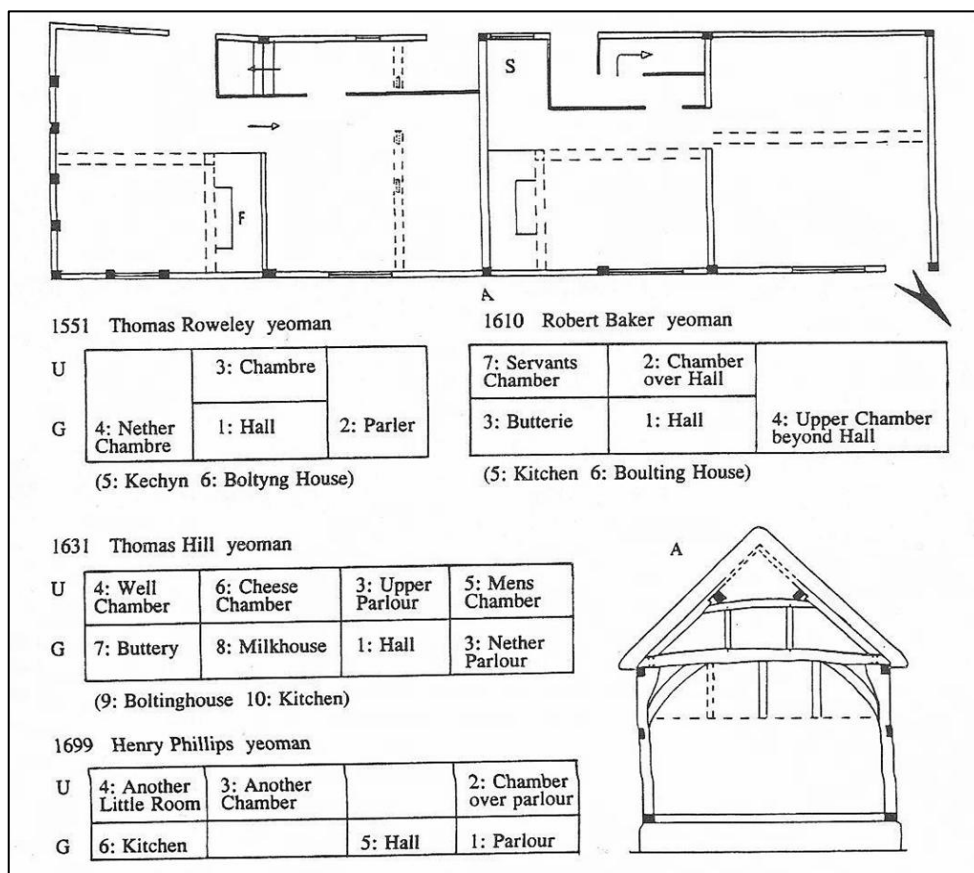 S
F
A
1551 Thomas Roweley yeoman
U
3: Chambre
G
4: Nether
Chambre
1: Hall
2: Parler
(5: Kechyn 6: Boltyng House)
1610 Robert Baker yeoman
7: Servants
Chamber
2: Chamber
over Hall
3: Butterie
1: Hall
4: Upper Chamber
beyond Hall
(5: Kitchen 6: Boulting House)
1631 Thomas Hill yeoman
U
4: Well
Chamber
6: Cheese
Chamber
3: Upper
Parlour
5: Mens
Chamber
G
7: Buttery
8: Milkhouse
1: Hall
3: Nether
Parlour
(9: Boltinghouse 10: Kitchen)
A
1699 Henry Phillips yeoman
U
4: Another
Little Room
3: Another
Chamber
2: Chamber
over parlour
G
6: Kitchen
5: Hall
1: Parlour